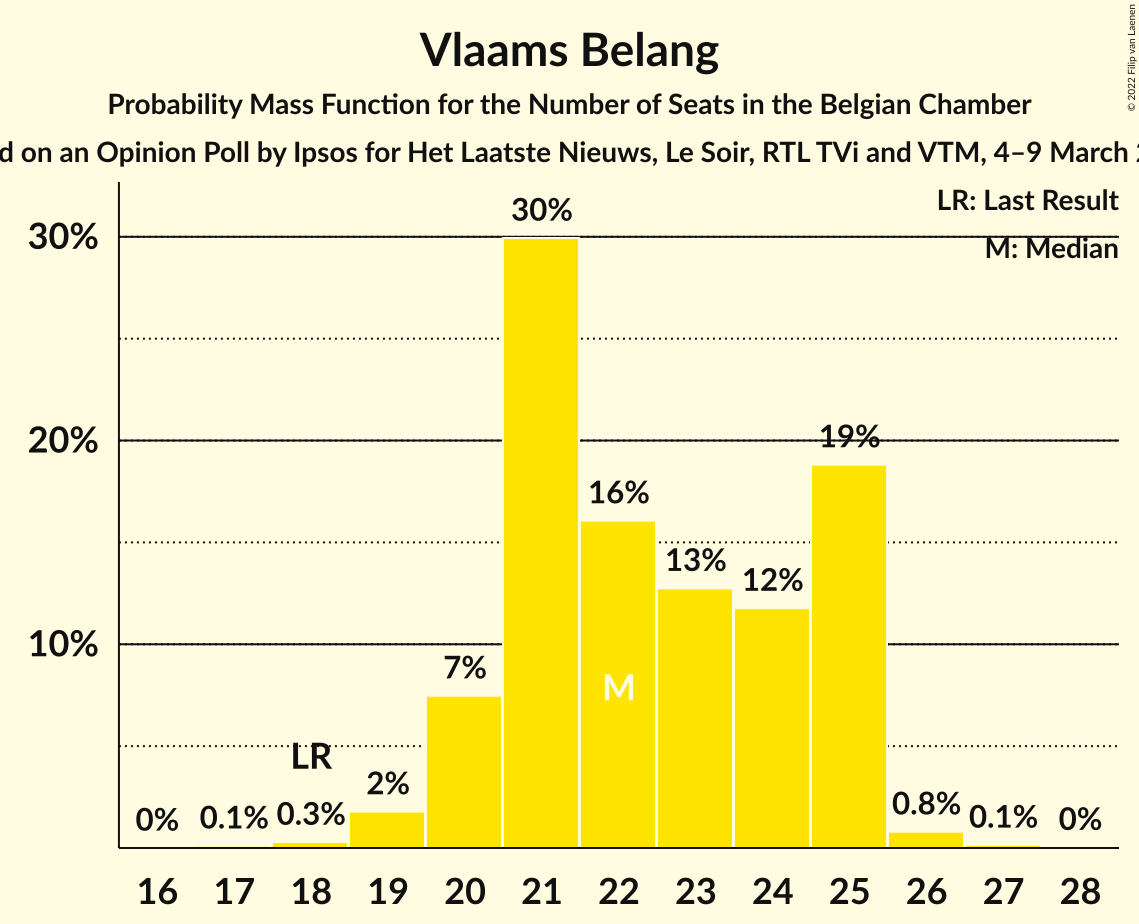 Vlaams Belang
Probability Mass Function for the Number of Seats in the Belgian Chamber
d on an Opinion Poll by Ipsos for Het Laatste Nieuws, Le Soir, RTL TVi and VTM, 4–9 March
© 2022 Filip van Laenen
LR: Last Result
M: Median
30%
20%
10%
0%
0.1%
0.3%
LR
2%
7%
30%
16%
M
13%
12%
19%
0.8%
0.1%
0%
16 17 18 19 20 21 22 23 24 25 26 27 28